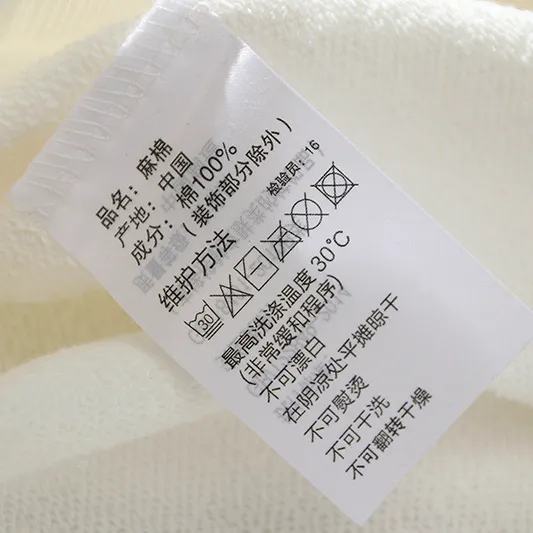 品名：麻棉
产地：中国
成分：棉100%
（装饰部分除外）
检验员：16
维护方法
30
最高洗涤温度 30°C
(非常缓和程序)
不可漂白
在阴凉处平摊晾干
不可熨烫
不可干洗
不可翻转干燥